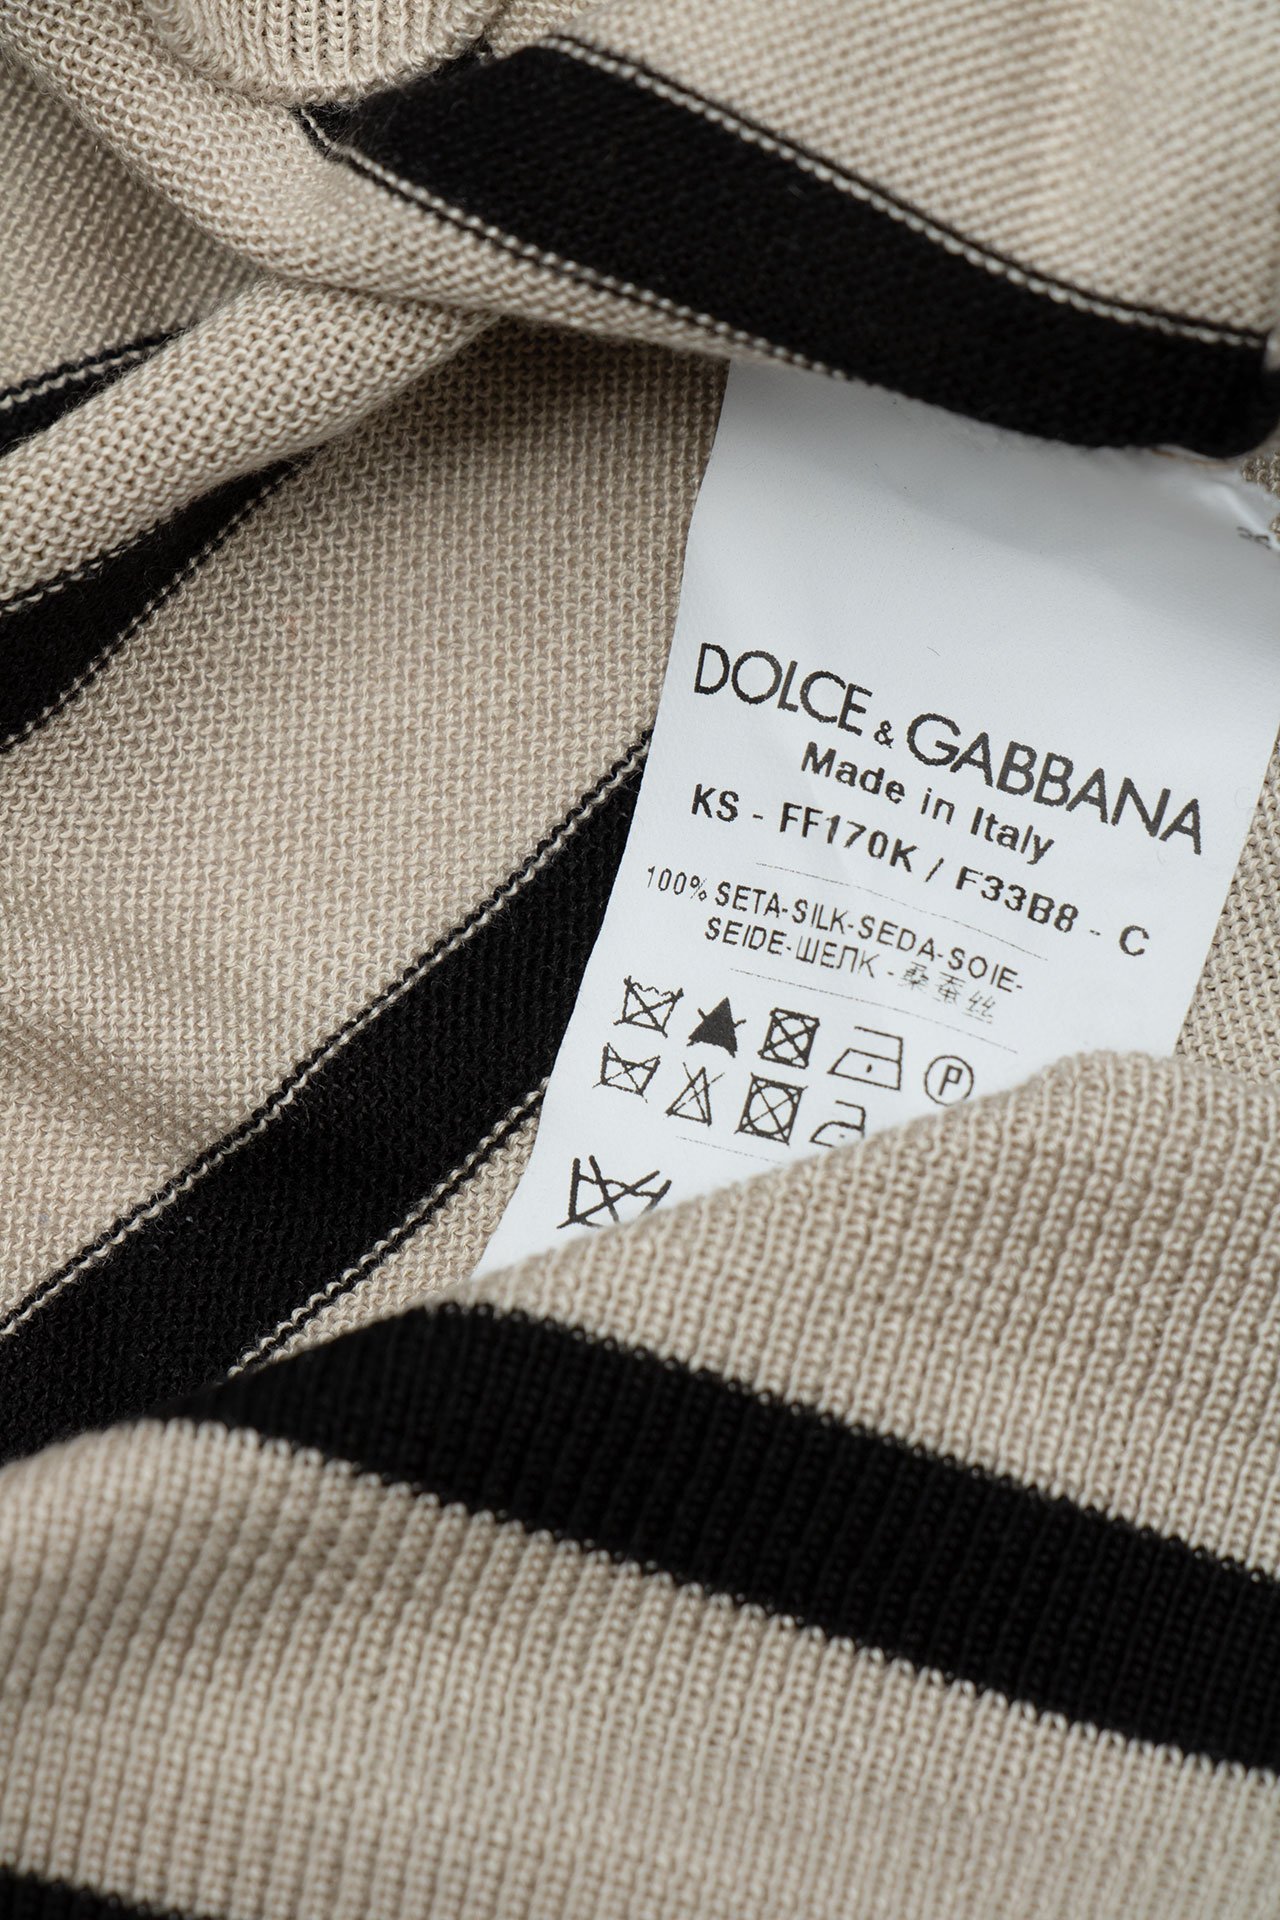 DOLCE & GABBANA
Made in Italy
KS - FF170K / F33B8 - C
100% SETA-SILK-SEDA-SOIE-
SEIDE-ШЕЛК - 桑蚕丝
P